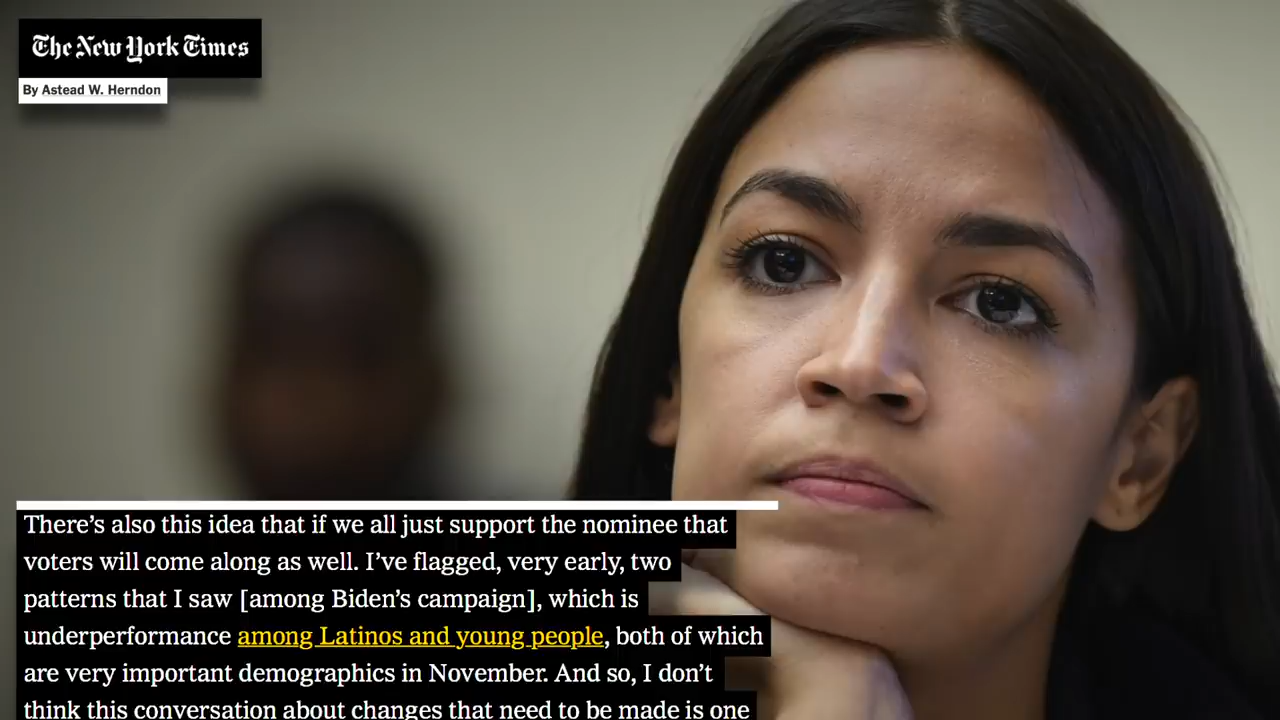 The New York Times
By Astead W. Herndon
There’s also this idea that if we all just support the nominee that
voters will come along as well. I’ve flagged, very early, two
patterns that I saw [among Biden’s campaign], which is
underperformance among Latinos and young people, both of which
are very important demographics in November. And so, I don’t
think this conversation about changes that need to be made is one